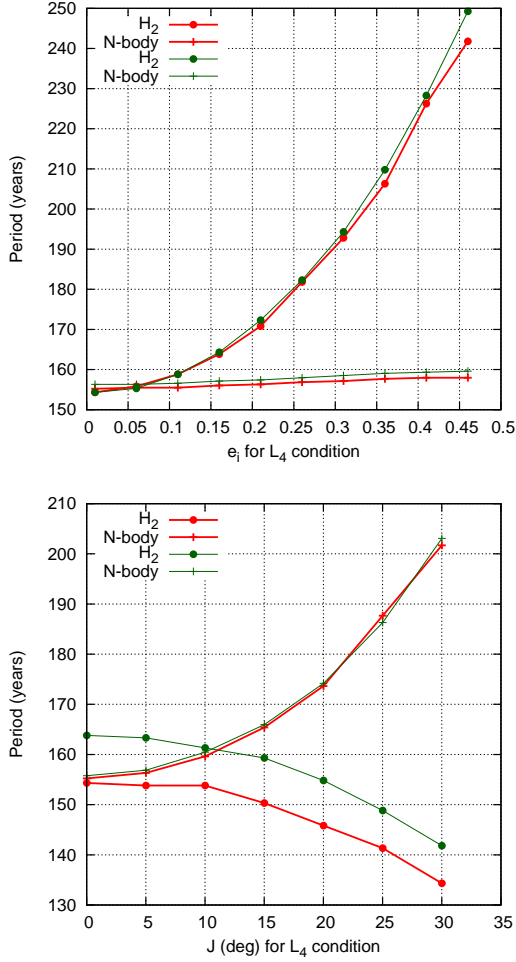 250
240
230
220
210
200
190
180
170
160
150
Period (years)
H2
N-body
H2
N-body
0 0.05 0.1 0.15 0.2 0.25 0.3 0.35 0.4 0.45 0.5
ei for L4 condition
210
200
190
180
170
160
150
140
130
Period (years)
H2
N-body
H2
N-body
0 5 10 15 20 25 30 35
J (deg) for L4 condition